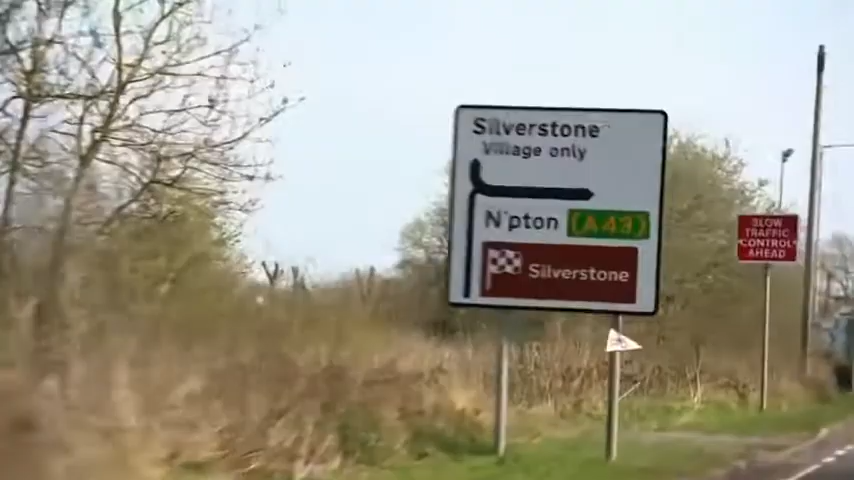 Silverstone
Village only
N'pton (A43)
Silverstone
SLOW
TRAFFIC
CONTROL
AHEAD